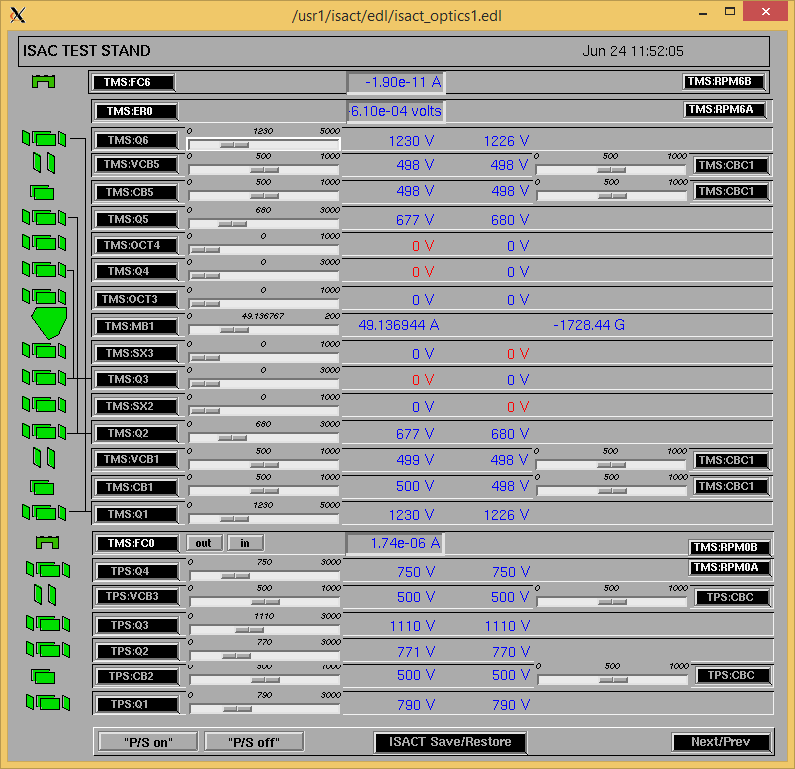 /usr1/isact/edl/isact_optics1.edl
ISAC TEST STAND Jun 24 11:52:05
TMS:FC6 -1.90e-11 A TMS:RPM6B
TMS:ER0 -6.10e-04 volts TMS:RPM6A
TMS:Q6 0 1230 5000 1230 V 1226 V
TMS:VCB5 0 500 1000 498 V 498 V 0 500 1000 TMS:CBC1
TMS:CB5 0 500 1000 498 V 498 V 0 500 1000 TMS:CBC1
TMS:Q5 0 680 3000 677 V 680 V
TMS:OCT4 0 0 1000 0 V 0 V
TMS:Q4 0 0 3000 0 V 0 V
TMS:OCT3 0 0 1000 0 V 0 V
TMS:MB1 0 49.136767 200 49.136944 A -1728.44 G
TMS:SX3 0 0 1000 0 V 0 V
TMS:Q3 0 0 3000 0 V 0 V
TMS:SX2 0 0 1000 0 V 0 V
TMS:Q2 0 680 3000 677 V 680 V
TMS:VCB1 0 500 1000 499 V 498 V 0 500 1000 TMS:CBC1
TMS:CB1 0 500 1000 500 V 498 V 0 500 1000 TMS:CBC1
TMS:Q1 0 1230 5000 1230 V 1226 V
TMS:FC0 out in 1.74e-06 A TMS:RPM0B
TPS:Q4 0 750 3000 750 V 750 V TMS:RPM0A
TPS:VCB3 0 500 1000 500 V 500 V 0 500 1000 TPS:CBC
TPS:Q3 0 1110 3000 1110 V 1110 V
TPS:Q2 0 770 3000 771 V 770 V
TPS:CB2 0 500 1000 500 V 500 V 0 500 1000 TPS:CBC
TPS:Q1 0 790 3000 790 V 790 V
"P/S on" "P/S off" ISACT Save/Restore Next/Prev